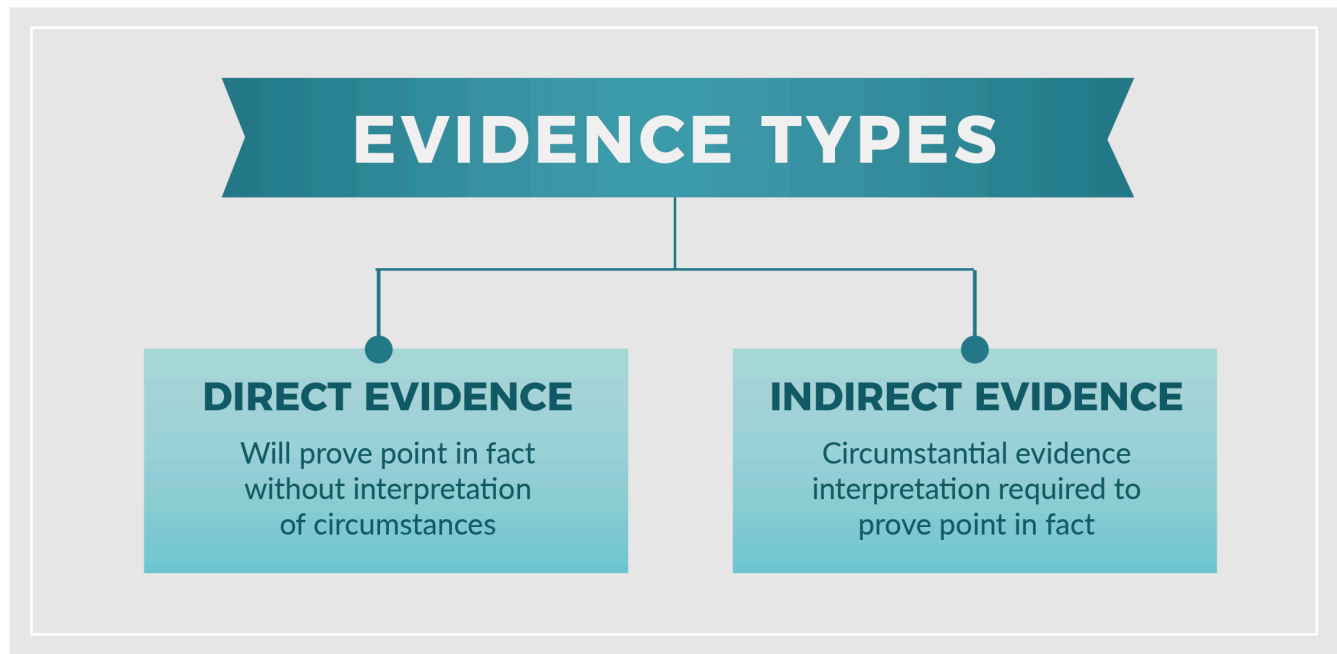 EVIDENCE TYPES
DIRECT EVIDENCE
Will prove point in fact
without interpretation
of circumstances
INDIRECT EVIDENCE
Circumstantial evidence
interpretation required to
prove point in fact